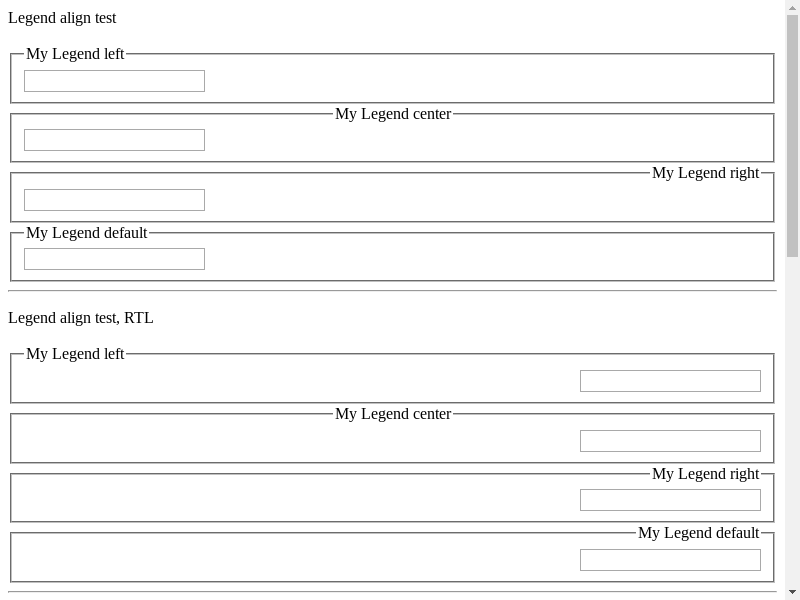 Legend align test
My Legend left
My Legend center
My Legend right
My Legend default
Legend align test, RTL
My Legend left
My Legend center
My Legend right
My Legend default